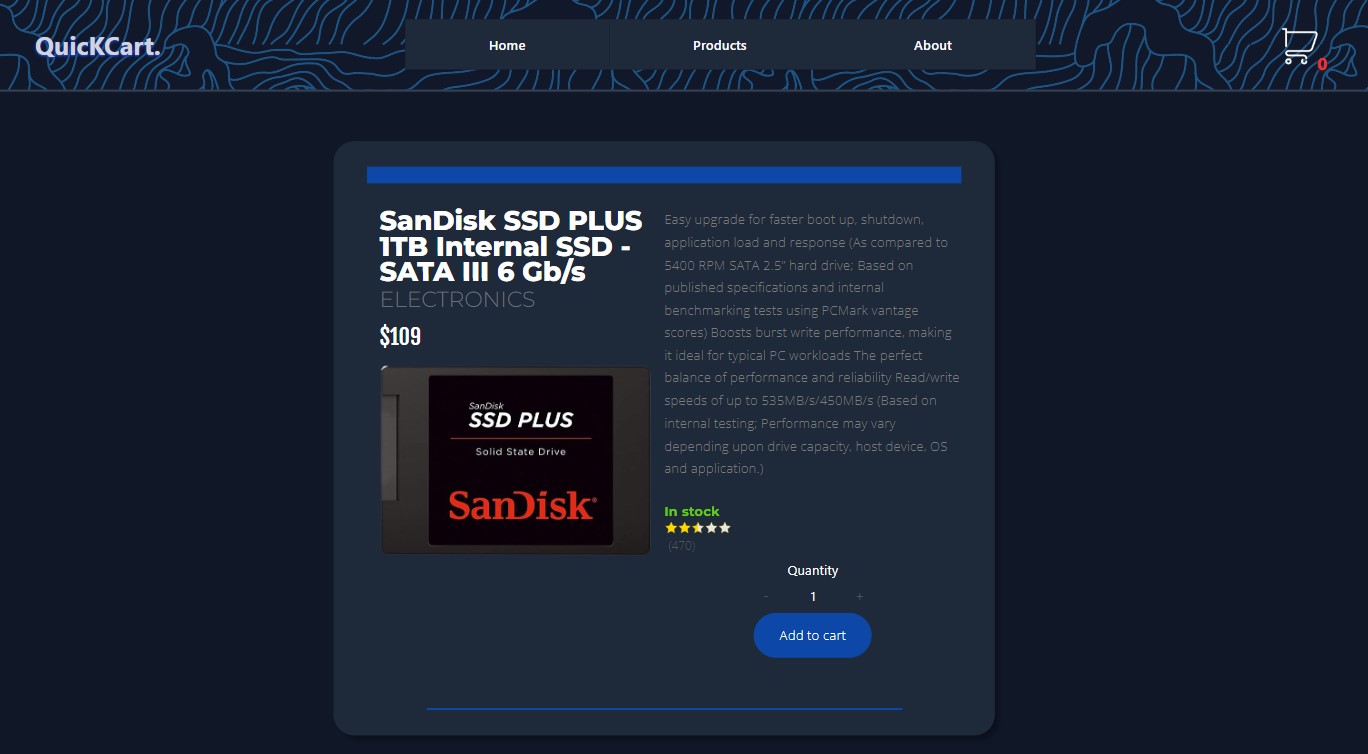 QuicKCart.
Home
Products
About
0
SanDisk SSD PLUS
1TB Internal SSD -
SATA III 6 Gb/s
ELECTRONICS
$109
SanDisk
SSD PLUS
Solid State Drive
SanDisk®
Easy upgrade for faster boot up, shutdown,
application load and response (As compared to
5400 RPM SATA 2.5” hard drive; Based on
published specifications and internal
benchmarking tests using PCMark vantage
scores) Boosts burst write performance, making
it ideal for typical PC workloads The perfect
balance of performance and reliability Read/write
speeds of up to 535MB/s/450MB/s (Based on
internal testing; Performance may vary
depending upon drive capacity, host device, OS
and application.)
In stock
(470)
Quantity
- 1 +
Add to cart